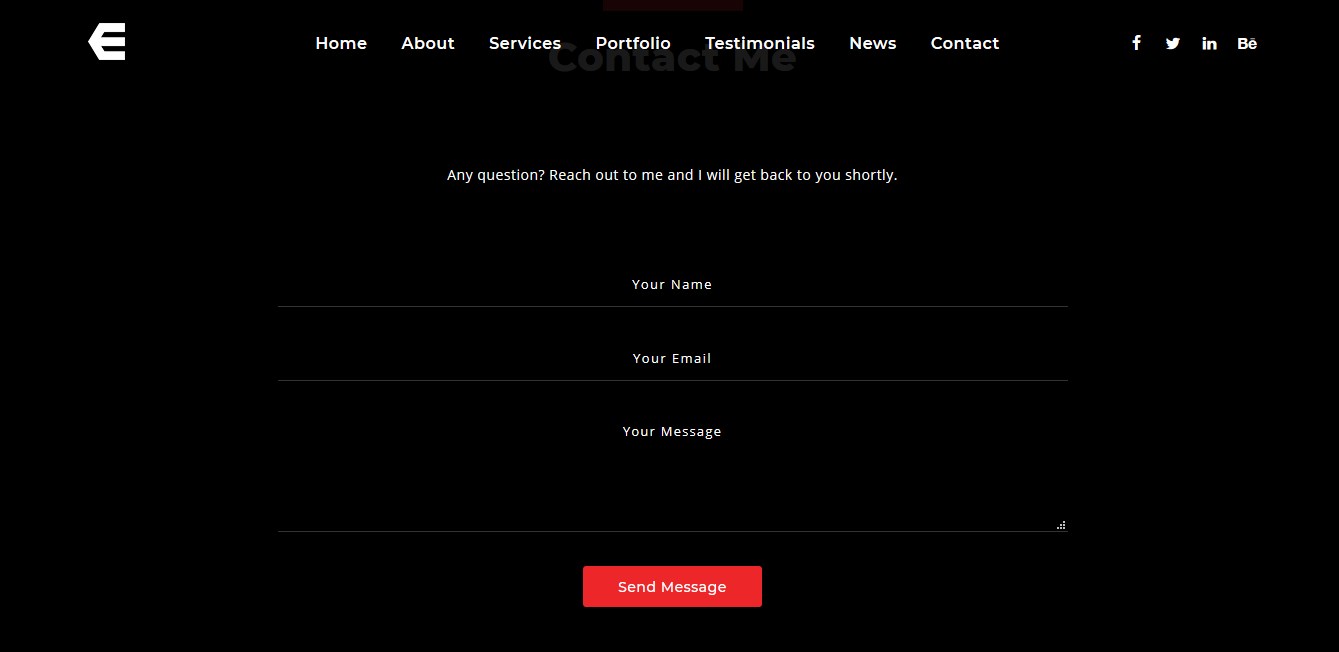 Home About Services Portfolio Testimonials News Contact Bē
Contact Me
Any question? Reach out to me and I will get back to you shortly.
Your Name
Your Email
Your Message
Send Message